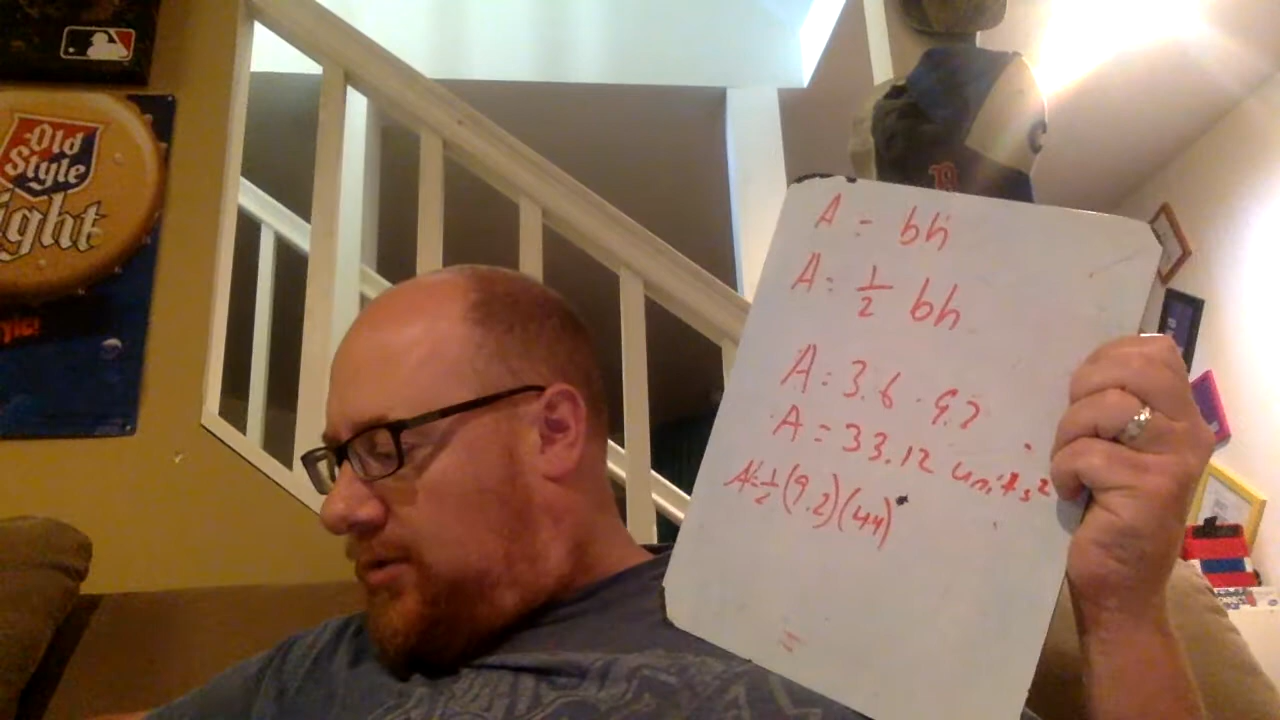 Old
Style
ight
yle!
A = bh
A = 1/2 bh
A = 3.6 · 9.2
A = 33.12 units²
A = 1/2 (9.2)(4.4)
=